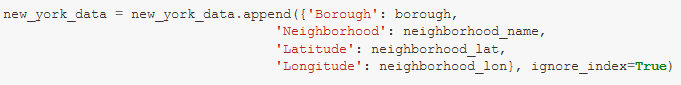 new_york_data = new_york_data.append({'Borough': borough,
'Neighborhood': neighborhood_name,
'Latitude': neighborhood_lat,
'Longitude': neighborhood_lon}, ignore_index=True)